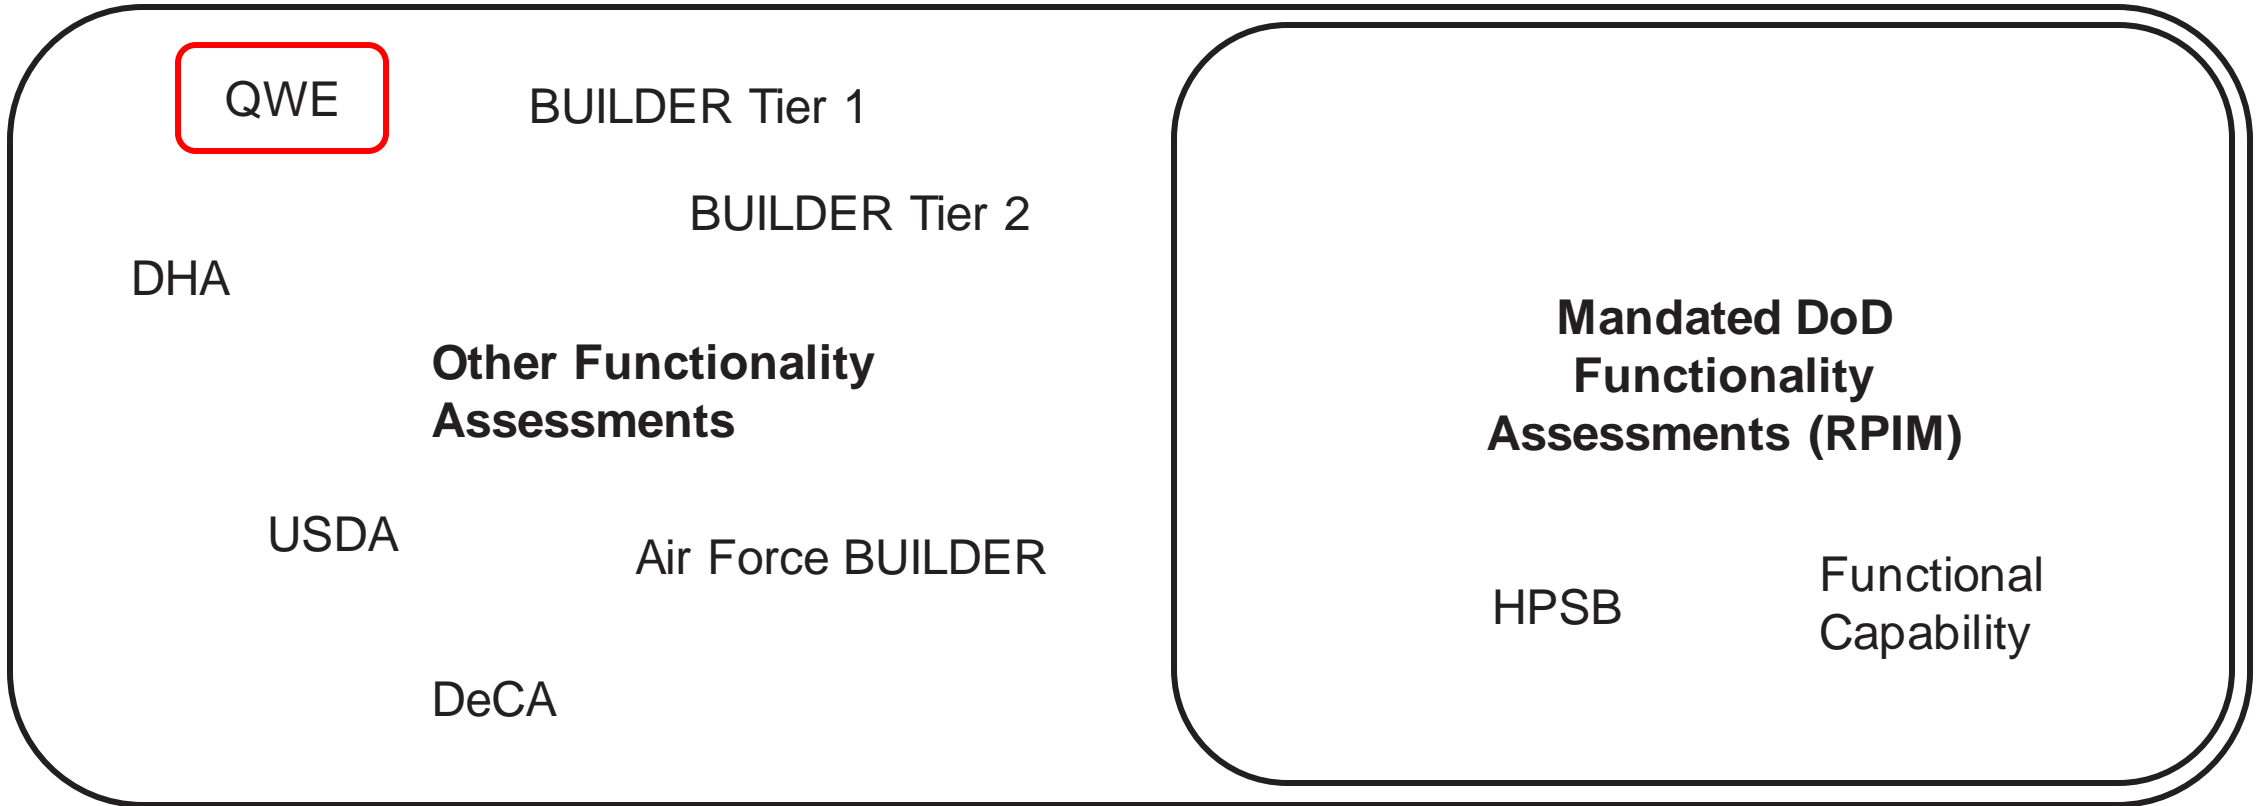 QWE
BUILDER Tier 1
BUILDER Tier 2
DHA
Other Functionality
Assessments
USDA
Air Force BUILDER
DeCA
Mandated DoD
Functionality
Assessments (RPIM)
HPSB
Functional
Capability